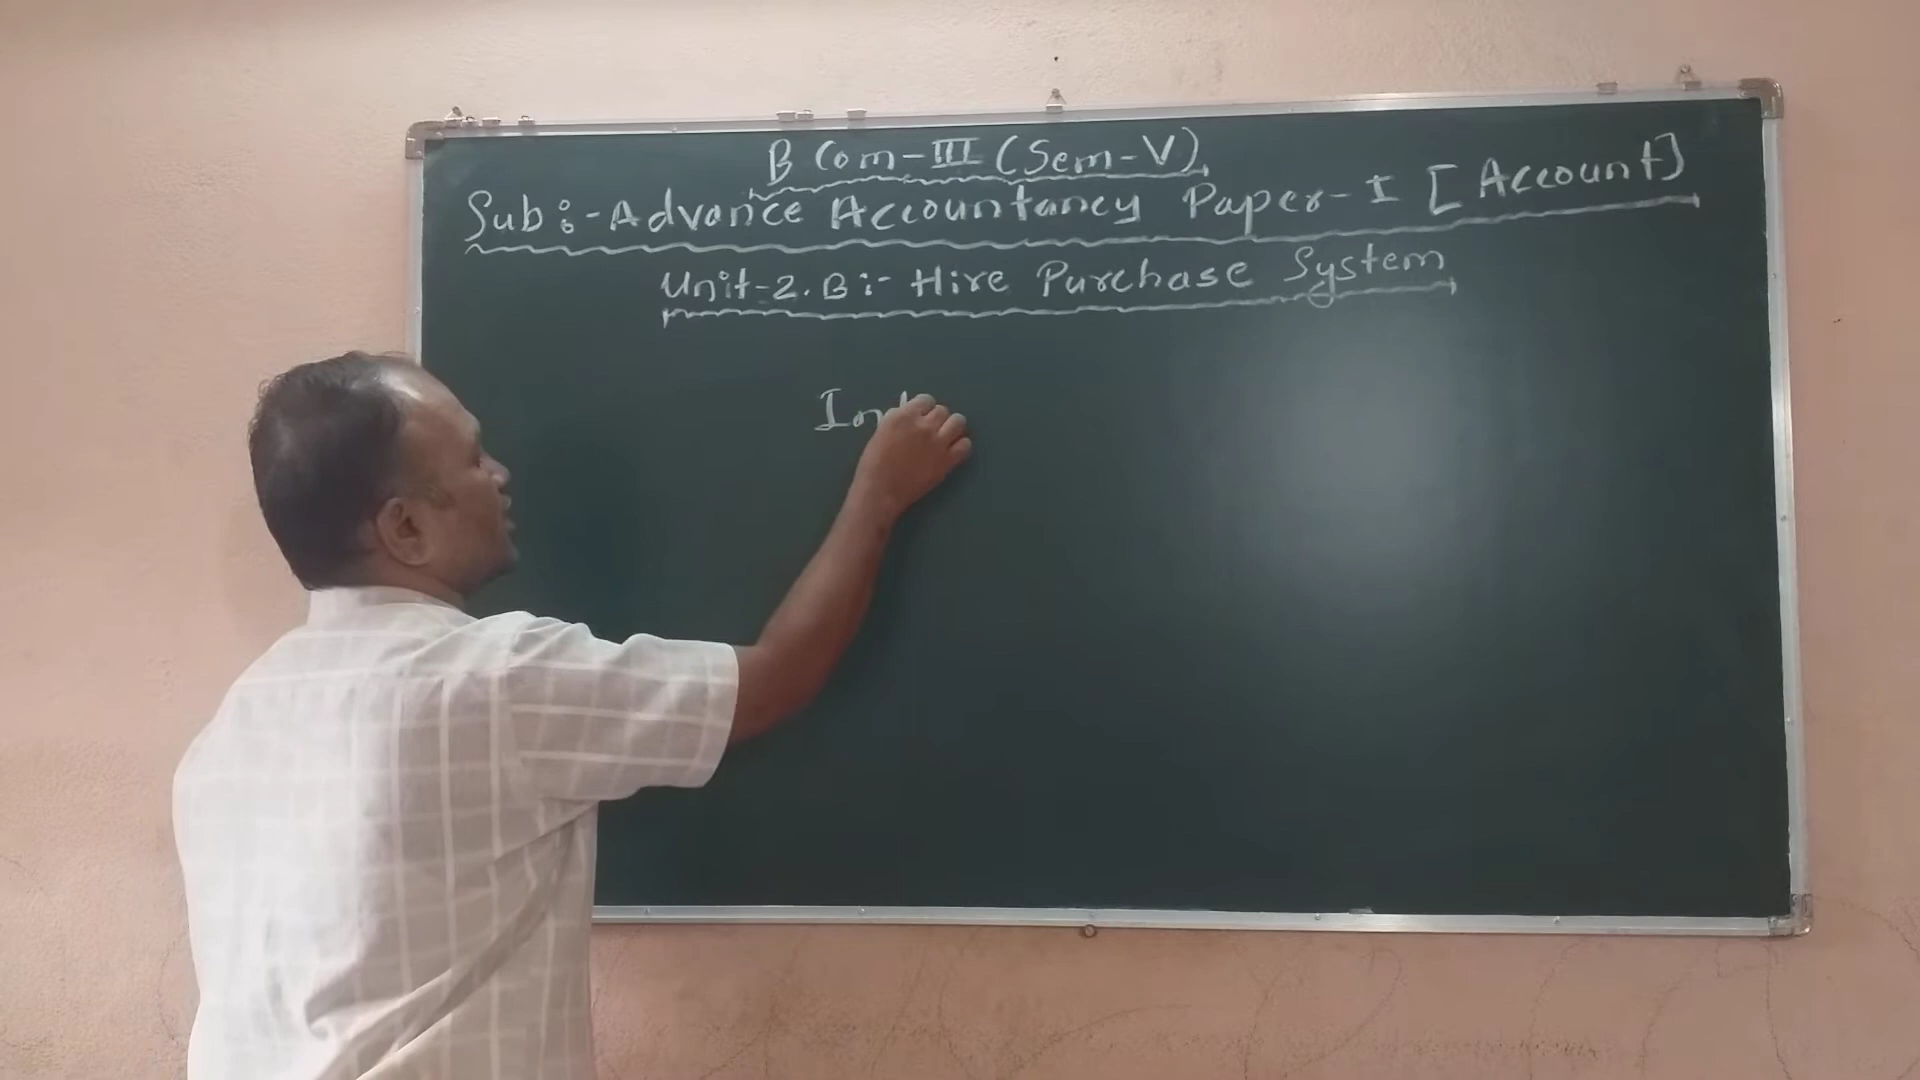 B Com-III (Sem-V)
Sub:-Advance Accountancy Paper-I [Account]
Unit-2.B:- Hire Purchase System